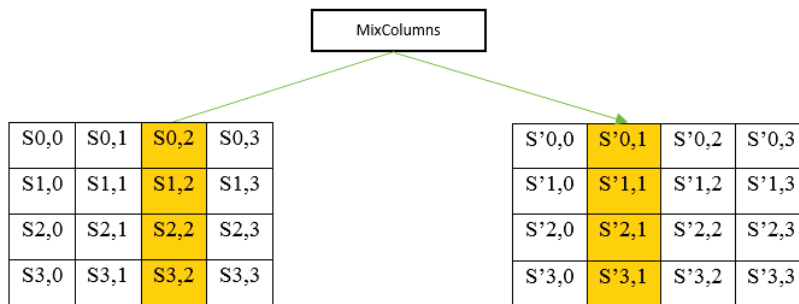 MixColumns
S0,0 S0,1 S0,2 S0,3 S’0,0 S’0,1 S’0,2 S’0,3
S1,0 S1,1 S1,2 S1,3 S’1,0 S’1,1 S’1,2 S’1,3
S2,0 S2,1 S2,2 S2,3 S’2,0 S’2,1 S’2,2 S’2,3
S3,0 S3,1 S3,2 S3,3 S’3,0 S’3,1 S’3,2 S’3,3